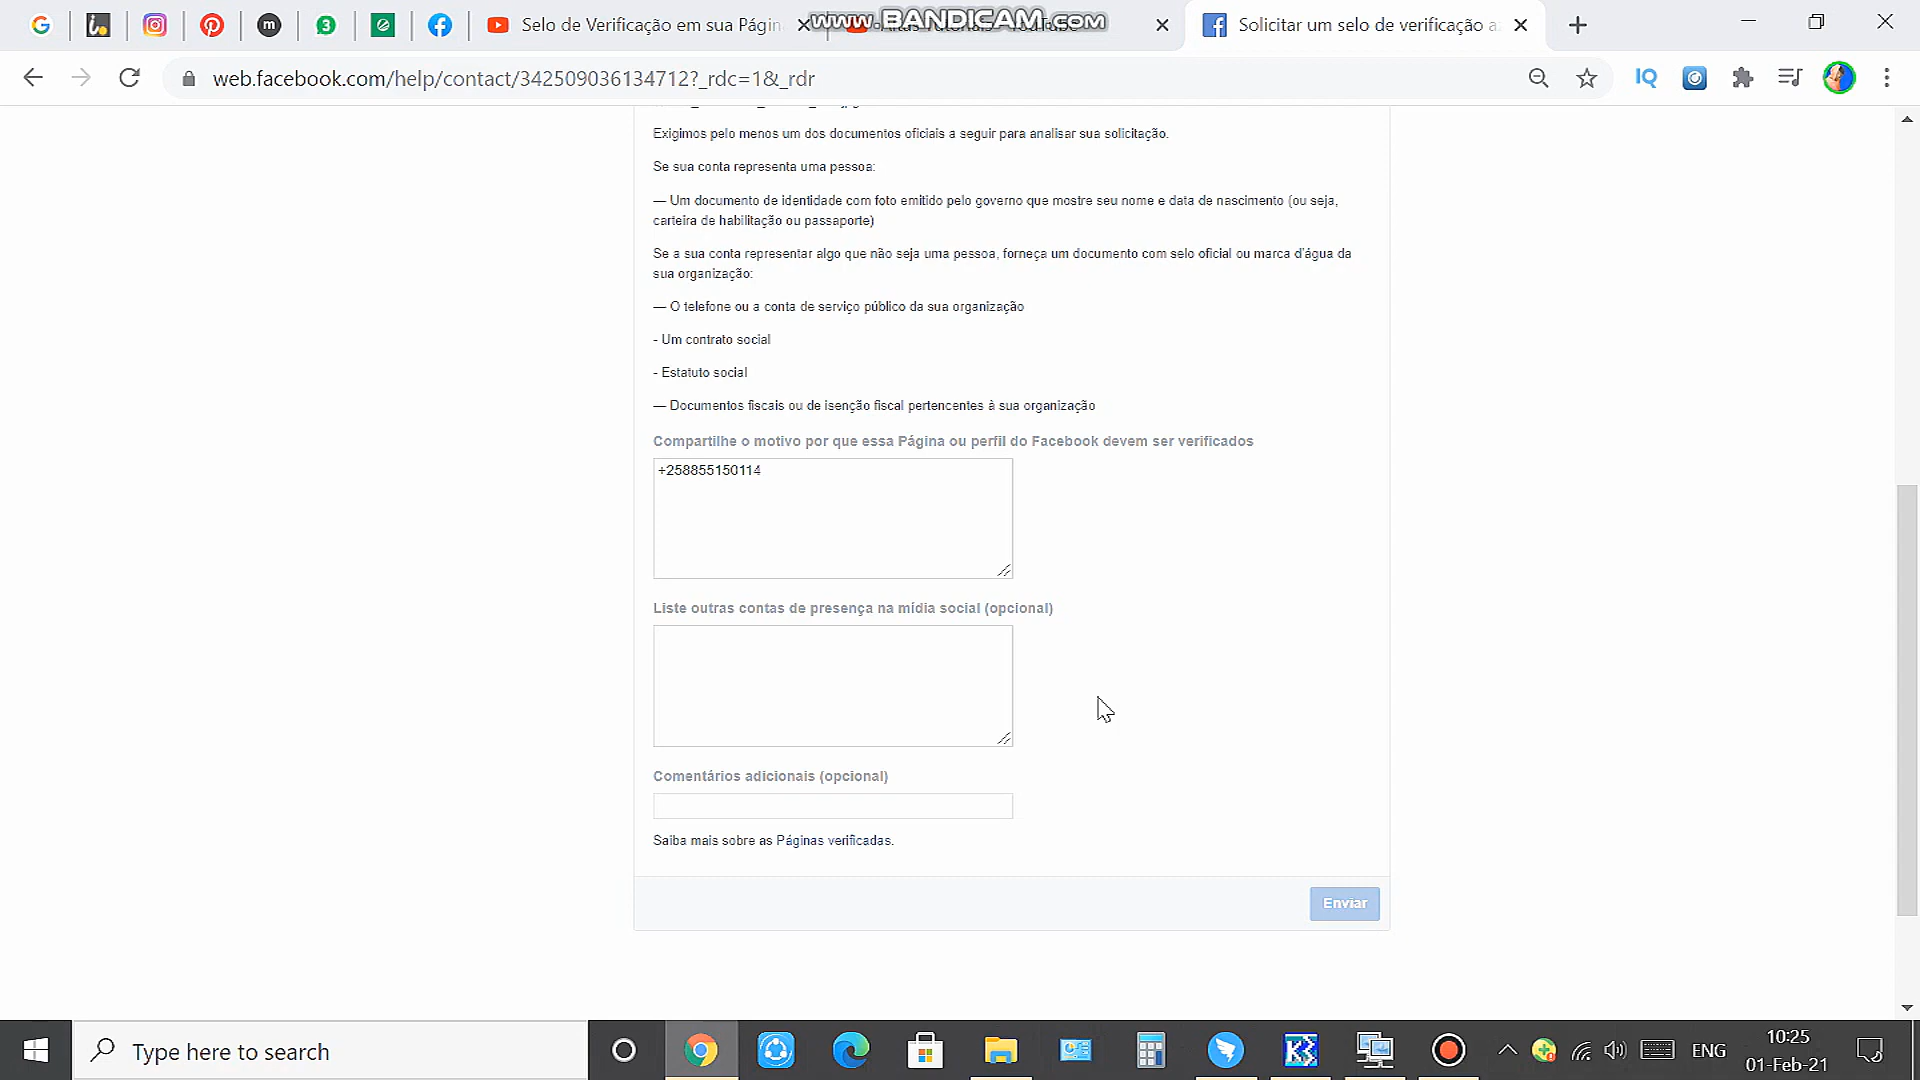 Selo de Verificação em sua Págin
www.BANDICAM.com
YouTube
Solicitar um selo de verificação a
web.facebook.com/help/contact/342509036134712?_rdc=1&_rdr
IQ
Exigimos pelo menos um dos documentos oficiais a seguir para analisar sua solicitação.
Se sua conta representa uma pessoa:
— Um documento de identidade com foto emitido pelo governo que mostre seu nome e data de nascimento (ou seja,
carteira de habilitação ou passaporte)
Se a sua conta representar algo que não seja uma pessoa, forneça um documento com selo oficial ou marca d'água da
sua organização:
— O telefone ou a conta de serviço público da sua organização
- Um contrato social
- Estatuto social
— Documentos fiscais ou de isenção fiscal pertencentes à sua organização
Compartilhe o motivo por que essa Página ou perfil do Facebook devem ser verificados
+258855150114
Liste outras contas de presença na mídia social (opcional)
Comentários adicionais (opcional)
Saiba mais sobre as Páginas verificadas.
Enviar
Type here to search
ENG
10:25
01-Feb-21